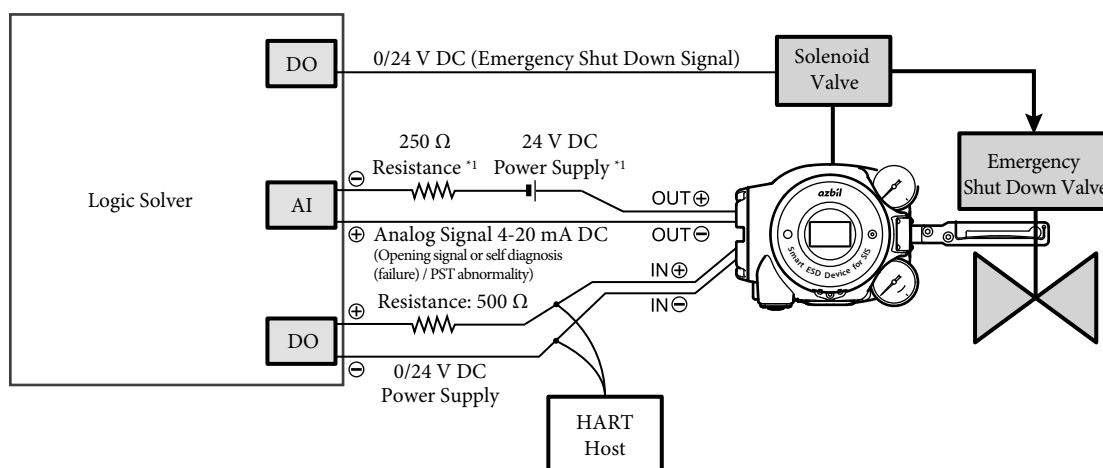 DO
0/24 V DC (Emergency Shut Down Signal)
Solenoid
Valve
250 Ω
Resistance *1
24 V DC
Power Supply *1
Emergency
Shut Down Valve
Logic Solver
AI
⊖
OUT⊕
azbil
⊕
Analog Signal 4-20 mA DC
OUT⊖
(Opening signal or self diagnosis
(failure) / PST abnormality)
Smart ESD Device for SIS
IN⊕
Resistance: 500 Ω
IN⊖
⊕
DO
⊖
0/24 V DC
Power Supply
HART
Host